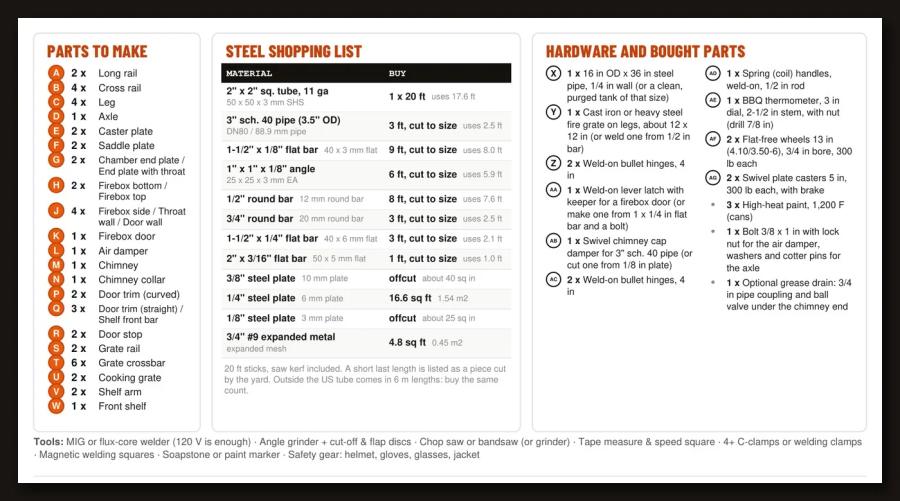 PARTS TO MAKE
A 2 x Long rail
B 4 x Cross rail
C 4 x Leg
D 1 x Axle
E 2 x Caster plate
F 2 x Saddle plate
G 2 x Chamber end plate /
End plate with throat
H 2 x Firebox bottom /
Firebox top
J 4 x Firebox side / Throat
wall / Door wall
K 1 x Firebox door
L 1 x Air damper
M 1 x Chimney
N 1 x Chimney collar
P 2 x Door trim (curved)
Q 3 x Door trim (straight) /
Shelf front bar
R 2 x Door stop
S 2 x Grate rail
T 6 x Grate crossbar
U 2 x Cooking grate
V 2 x Shelf arm
W 1 x Front shelf
STEEL SHOPPING LIST
MATERIAL BUY
2" x 2" sq. tube, 11 ga
50 x 50 x 3 mm SHS
1 x 20 ft uses 17.6 ft
3" sch. 40 pipe (3.5" OD)
DN80 / 88.9 mm pipe
3 ft, cut to size uses 2.5 ft
1-1/2" x 1/8" flat bar 40 x 3 mm flat 9 ft, cut to size uses 8.0 ft
1" x 1" x 1/8" angle
25 x 25 x 3 mm EA
6 ft, cut to size uses 5.9 ft
1/2" round bar 12 mm round bar 8 ft, cut to size uses 7.6 ft
3/4" round bar 20 mm round bar 3 ft, cut to size uses 2.5 ft
1-1/2" x 1/4" flat bar 40 x 6 mm flat 3 ft, cut to size uses 2.1 ft
2" x 3/16" flat bar 50 x 5 mm flat 1 ft, cut to size uses 1.0 ft
3/8" steel plate 10 mm plate offcut about 40 sq in
1/4" steel plate 6 mm plate 16.6 sq ft 1.54 m2
1/8" steel plate 3 mm plate offcut about 25 sq in
3/4" #9 expanded metal
expanded mesh
4.8 sq ft 0.45 m2
20 ft sticks, saw kerf included. A short last length is listed as a piece cut
by the yard. Outside the US tube comes in 6 m lengths: buy the same
count.
HARDWARE AND BOUGHT PARTS
X 1 x 16 in OD x 36 in steel
pipe, 1/4 in wall (or a clean,
purged tank of that size)
Y 1 x Cast iron or heavy steel
fire grate on legs, about 12 x
12 in (or weld one from 1/2 in
bar)
Z 2 x Weld-on bullet hinges, 4
in
AA 1 x Weld-on lever latch with
keeper for a firebox door (or
make one from 1 x 1/4 in flat
bar and a bolt)
AB 1 x Swivel chimney cap
damper for 3" sch. 40 pipe (or
cut one from 1/8 in plate)
AC 2 x Weld-on bullet hinges, 4
in
AD 1 x Spring (coil) handles,
weld-on, 1/2 in rod
AE 1 x BBQ thermometer, 3 in
dial, 2-1/2 in stem, with nut
(drill 7/8 in)
AF 2 x Flat-free wheels 13 in
(4.10/3.50-6), 3/4 in bore, 300
lb each
AG 2 x Swivel plate casters 5 in,
300 lb each, with brake
• 3 x High-heat paint, 1,200 F
(cans)
• 1 x Bolt 3/8 x 1 in with lock
nut for the air damper,
washers and cotter pins for
the axle
• 1 x Optional grease drain: 3/4
in pipe coupling and ball
valve under the chimney end
Tools: MIG or flux-core welder (120 V is enough) · Angle grinder + cut-off & flap discs · Chop saw or bandsaw (or grinder) · Tape measure & speed square · 4+ C-clamps or welding clamps
· Magnetic welding squares · Soapstone or paint marker · Safety gear: helmet, gloves, glasses, jacket